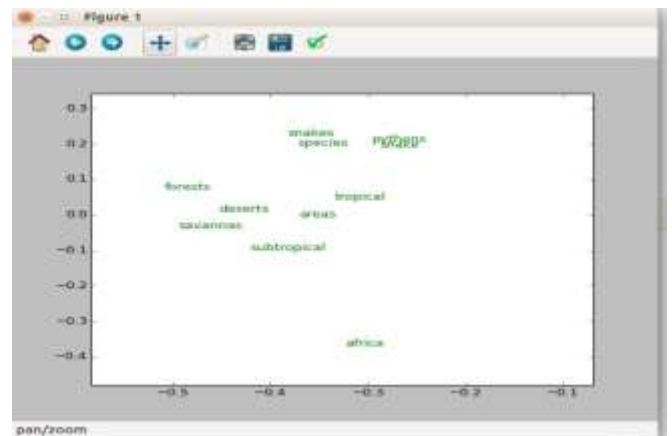 Figure 1
0.3
snakes
pythons
0.2
species
0.1
forests
tropical
deserts
0.0
areas
savannas
−0.1
subtropical
−0.2
−0.3
africa
−0.4
−0.5 −0.4 −0.3 −0.2 −0.1
pan/zoom